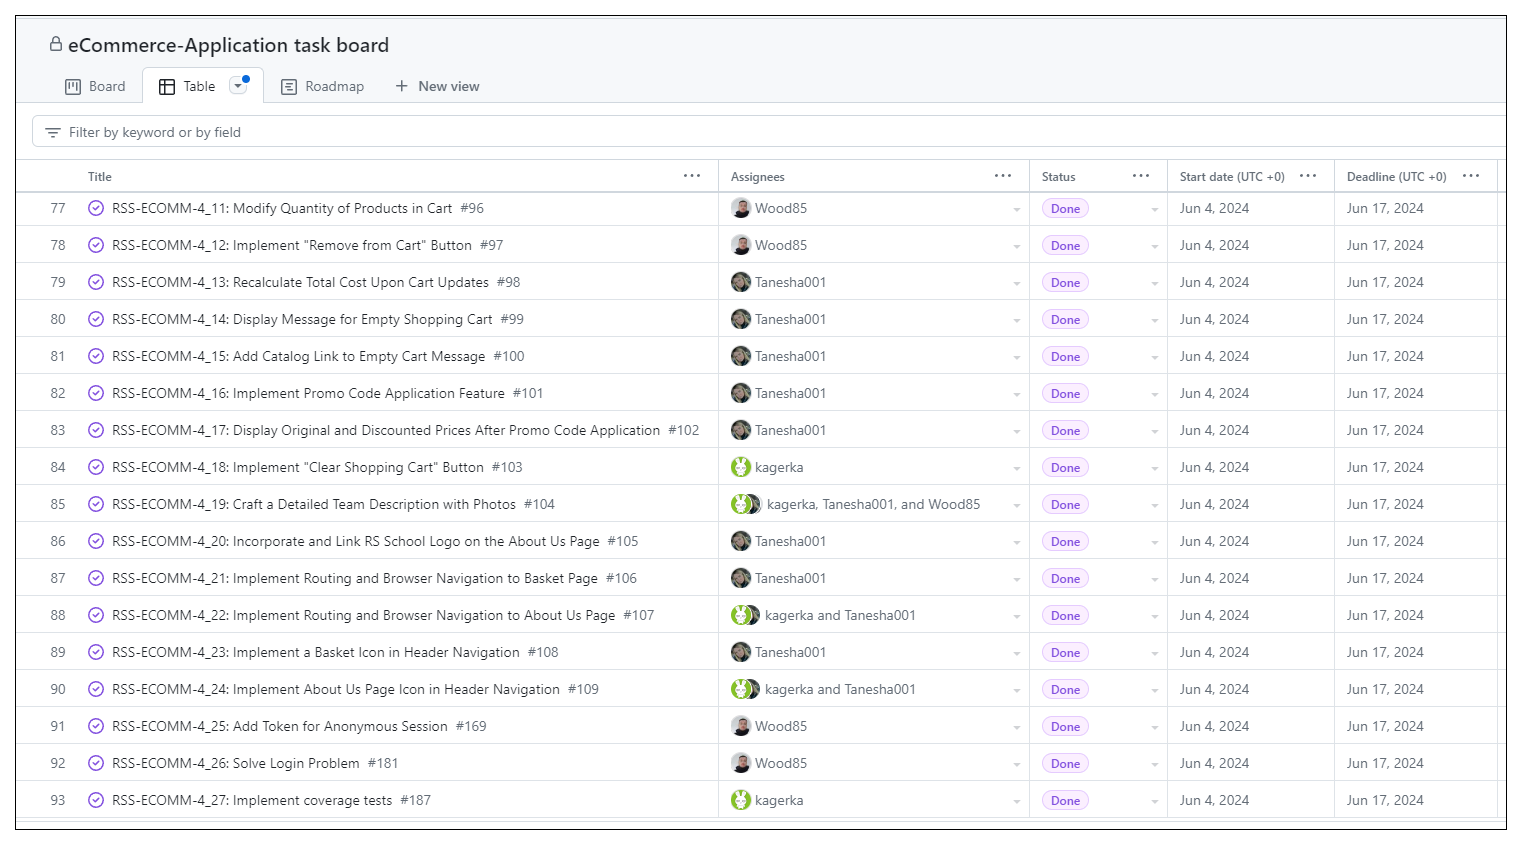 eCommerce-Application task board
Board Table Roadmap New view
Filter by keyword or by field
Title Assignees Status Start date (UTC +0) Deadline (UTC +0)
77 RSS-ECOMM-4_11: Modify Quantity of Products in Cart #96 Wood85 Done Jun 4, 2024 Jun 17, 2024
78 RSS-ECOMM-4_12: Implement "Remove from Cart" Button #97 Wood85 Done Jun 4, 2024 Jun 17, 2024
79 RSS-ECOMM-4_13: Recalculate Total Cost Upon Cart Updates #98 Tanesha001 Done Jun 4, 2024 Jun 17, 2024
80 RSS-ECOMM-4_14: Display Message for Empty Shopping Cart #99 Tanesha001 Done Jun 4, 2024 Jun 17, 2024
81 RSS-ECOMM-4_15: Add Catalog Link to Empty Cart Message #100 Tanesha001 Done Jun 4, 2024 Jun 17, 2024
82 RSS-ECOMM-4_16: Implement Promo Code Application Feature #101 Tanesha001 Done Jun 4, 2024 Jun 17, 2024
83 RSS-ECOMM-4_17: Display Original and Discounted Prices After Promo Code Application #102 Tanesha001 Done Jun 4, 2024 Jun 17, 2024
84 RSS-ECOMM-4_18: Implement "Clear Shopping Cart" Button #103 kagerka Done Jun 4, 2024 Jun 17, 2024
85 RSS-ECOMM-4_19: Craft a Detailed Team Description with Photos #104 kagerka, Tanesha001, and Wood85 Done Jun 4, 2024 Jun 17, 2024
86 RSS-ECOMM-4_20: Incorporate and Link RS School Logo on the About Us Page #105 Tanesha001 Done Jun 4, 2024 Jun 17, 2024
87 RSS-ECOMM-4_21: Implement Routing and Browser Navigation to Basket Page #106 Tanesha001 Done Jun 4, 2024 Jun 17, 2024
88 RSS-ECOMM-4_22: Implement Routing and Browser Navigation to About Us Page #107 kagerka and Tanesha001 Done Jun 4, 2024 Jun 17, 2024
89 RSS-ECOMM-4_23: Implement a Basket Icon in Header Navigation #108 Tanesha001 Done Jun 4, 2024 Jun 17, 2024
90 RSS-ECOMM-4_24: Implement About Us Page Icon in Header Navigation #109 kagerka and Tanesha001 Done Jun 4, 2024 Jun 17, 2024
91 RSS-ECOMM-4_25: Add Token for Anonymous Session #169 Wood85 Done Jun 4, 2024 Jun 17, 2024
92 RSS-ECOMM-4_26: Solve Login Problem #181 Wood85 Done Jun 4, 2024 Jun 17, 2024
93 RSS-ECOMM-4_27: Implement coverage tests #187 kagerka Done Jun 4, 2024 Jun 17, 2024